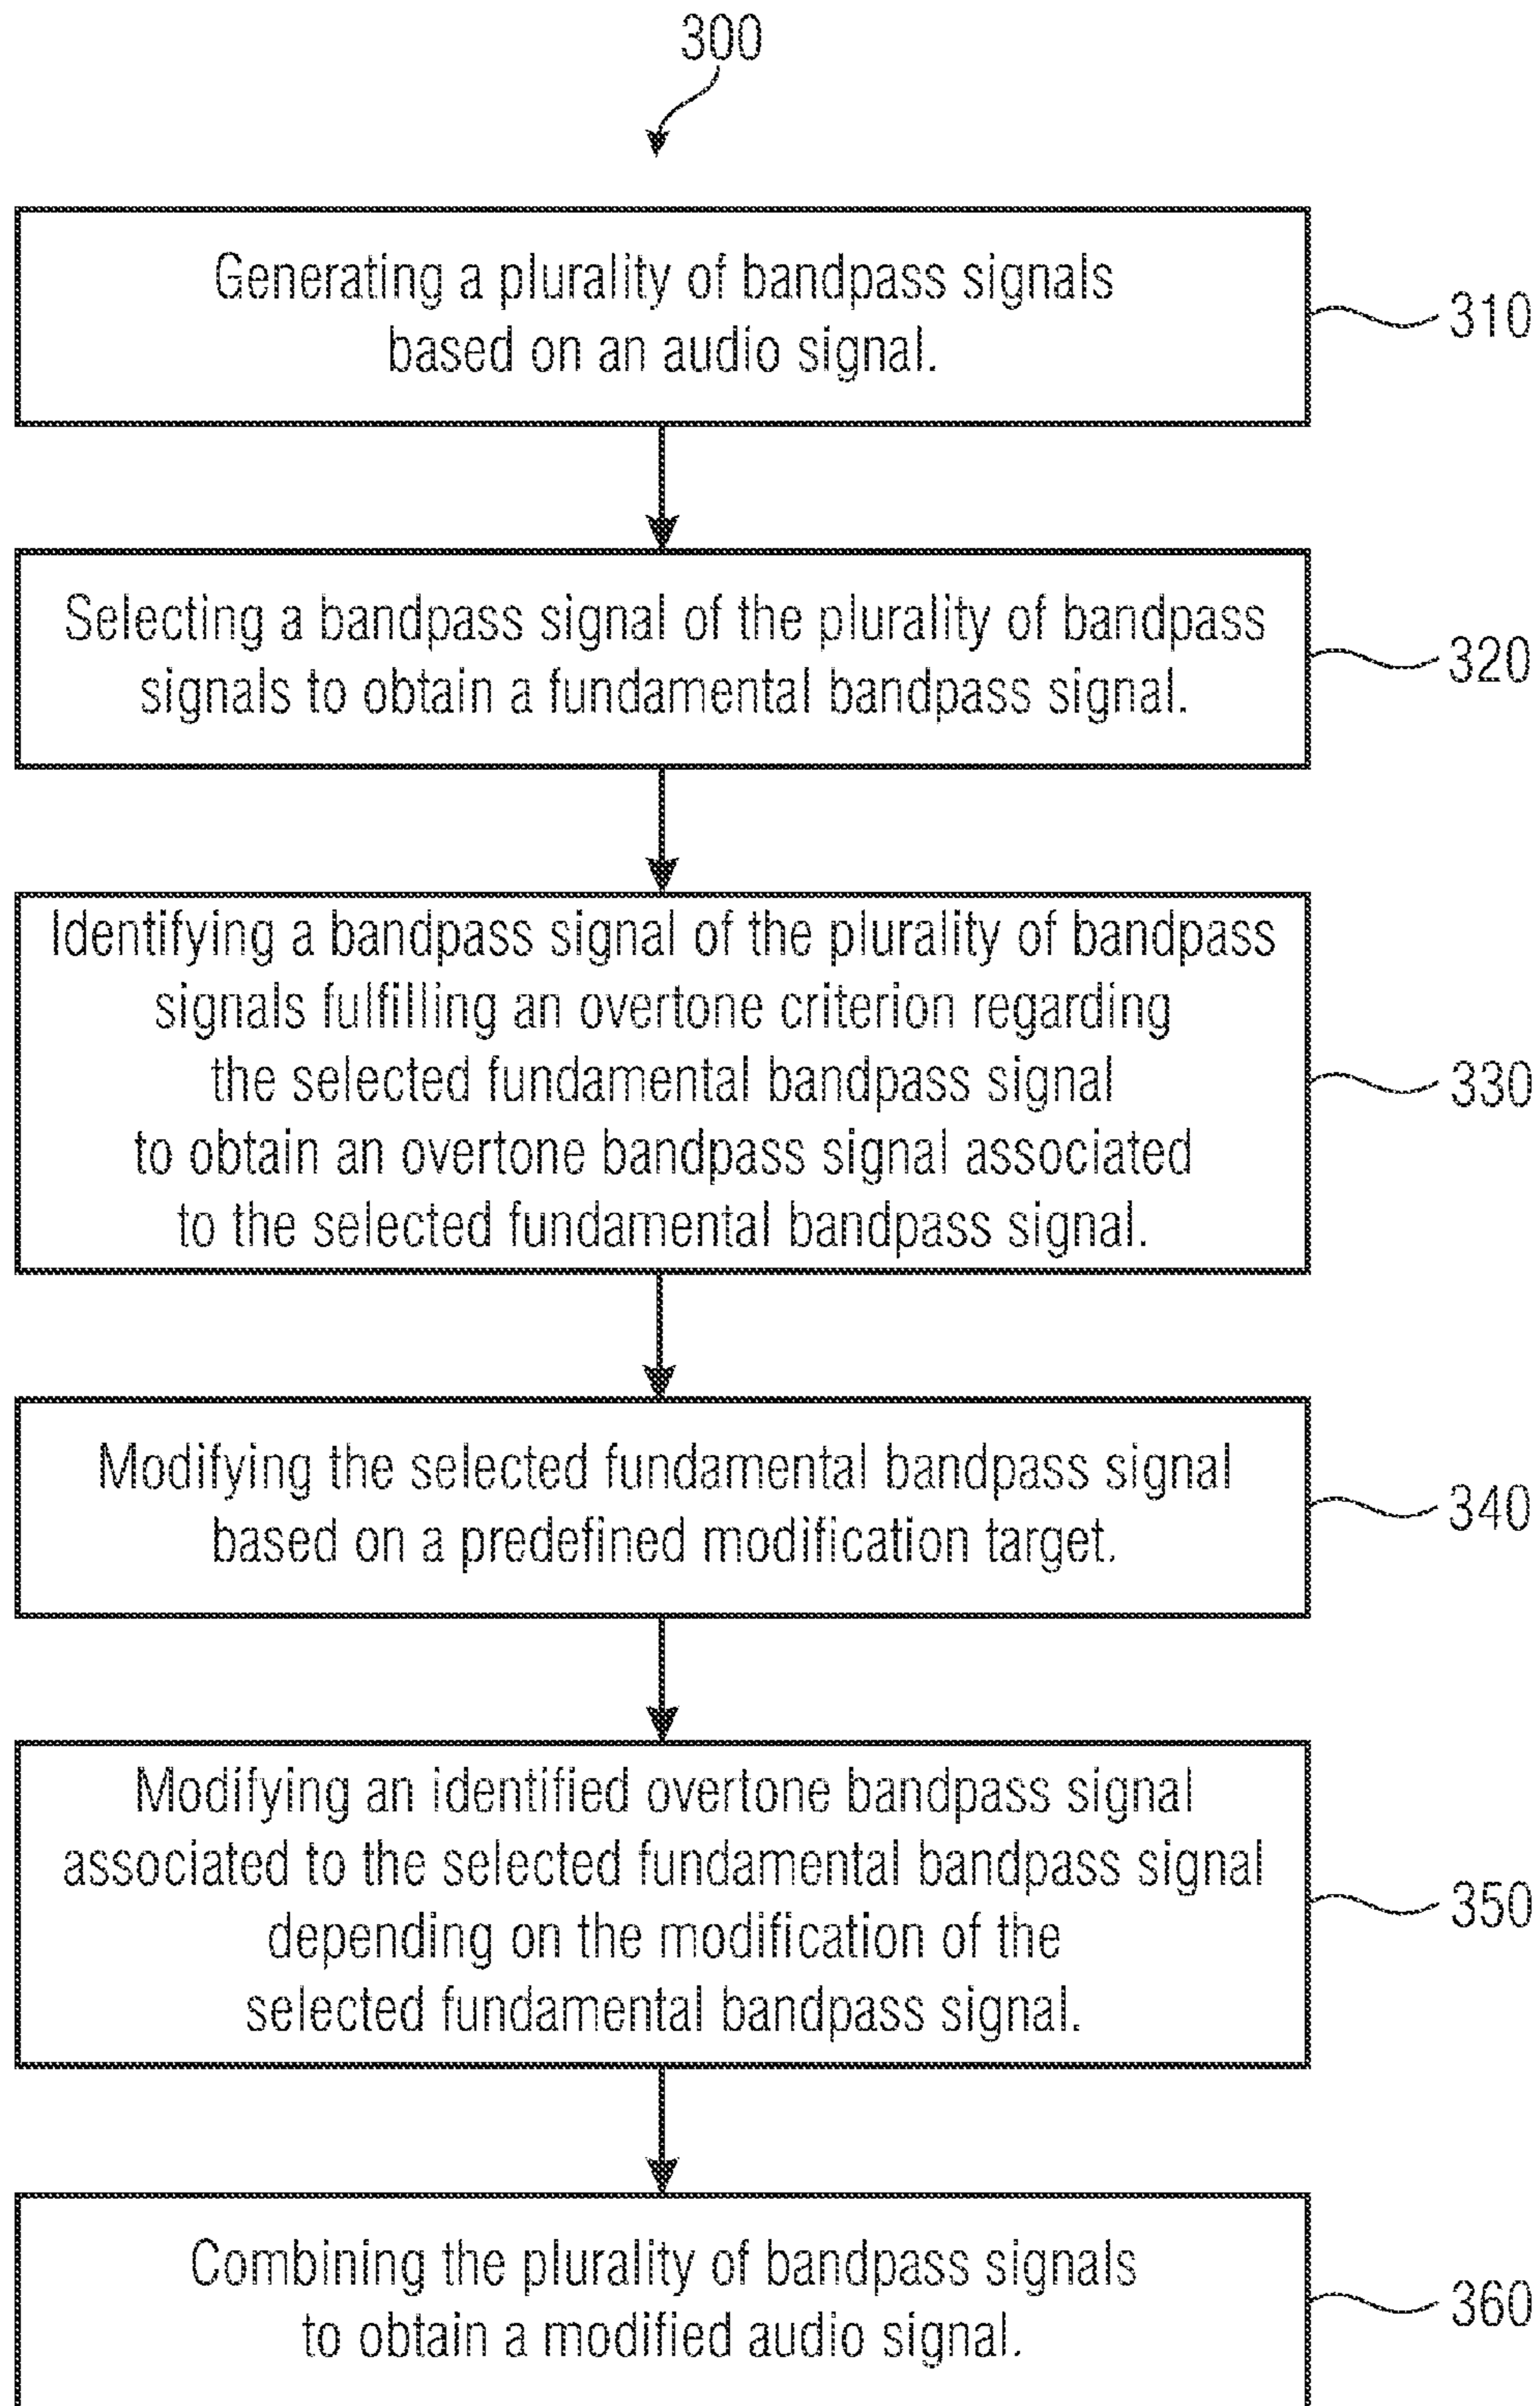 300
Generating a plurality of bandpass signals
based on an audio signal.
310
Selecting a bandpass signal of the plurality of bandpass
signals to obtain a fundamental bandpass signal.
320
Identifying a bandpass signal of the plurality of bandpass
signals fulfilling an overtone criterion regarding
the selected fundamental bandpass signal
to obtain an overtone bandpass signal associated
to the selected fundamental bandpass signal.
330
Modifying the selected fundamental bandpass signal
based on a predefined modification target.
340
Modifying an identified overtone bandpass signal
associated to the selected fundamental bandpass signal
depending on the modification of the
selected fundamental bandpass signal.
350
Combining the plurality of bandpass signals
to obtain a modified audio signal.
360